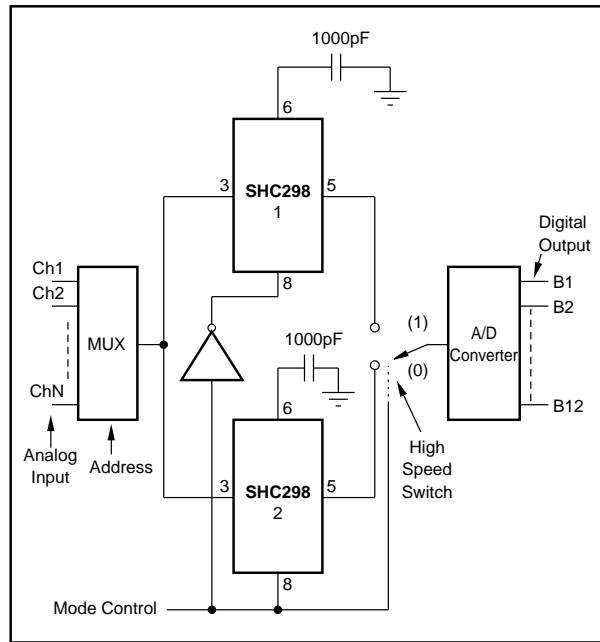 1000pF
6
SHC298
1
3
5
8
Digital
Output
Ch1
Ch2
ChN
MUX
B1
B2
B12
A/D
Converter
(1)
(0)
1000pF
6
SHC298
2
3
5
8
High
Speed
Switch
Analog
Input
Address
Mode Control